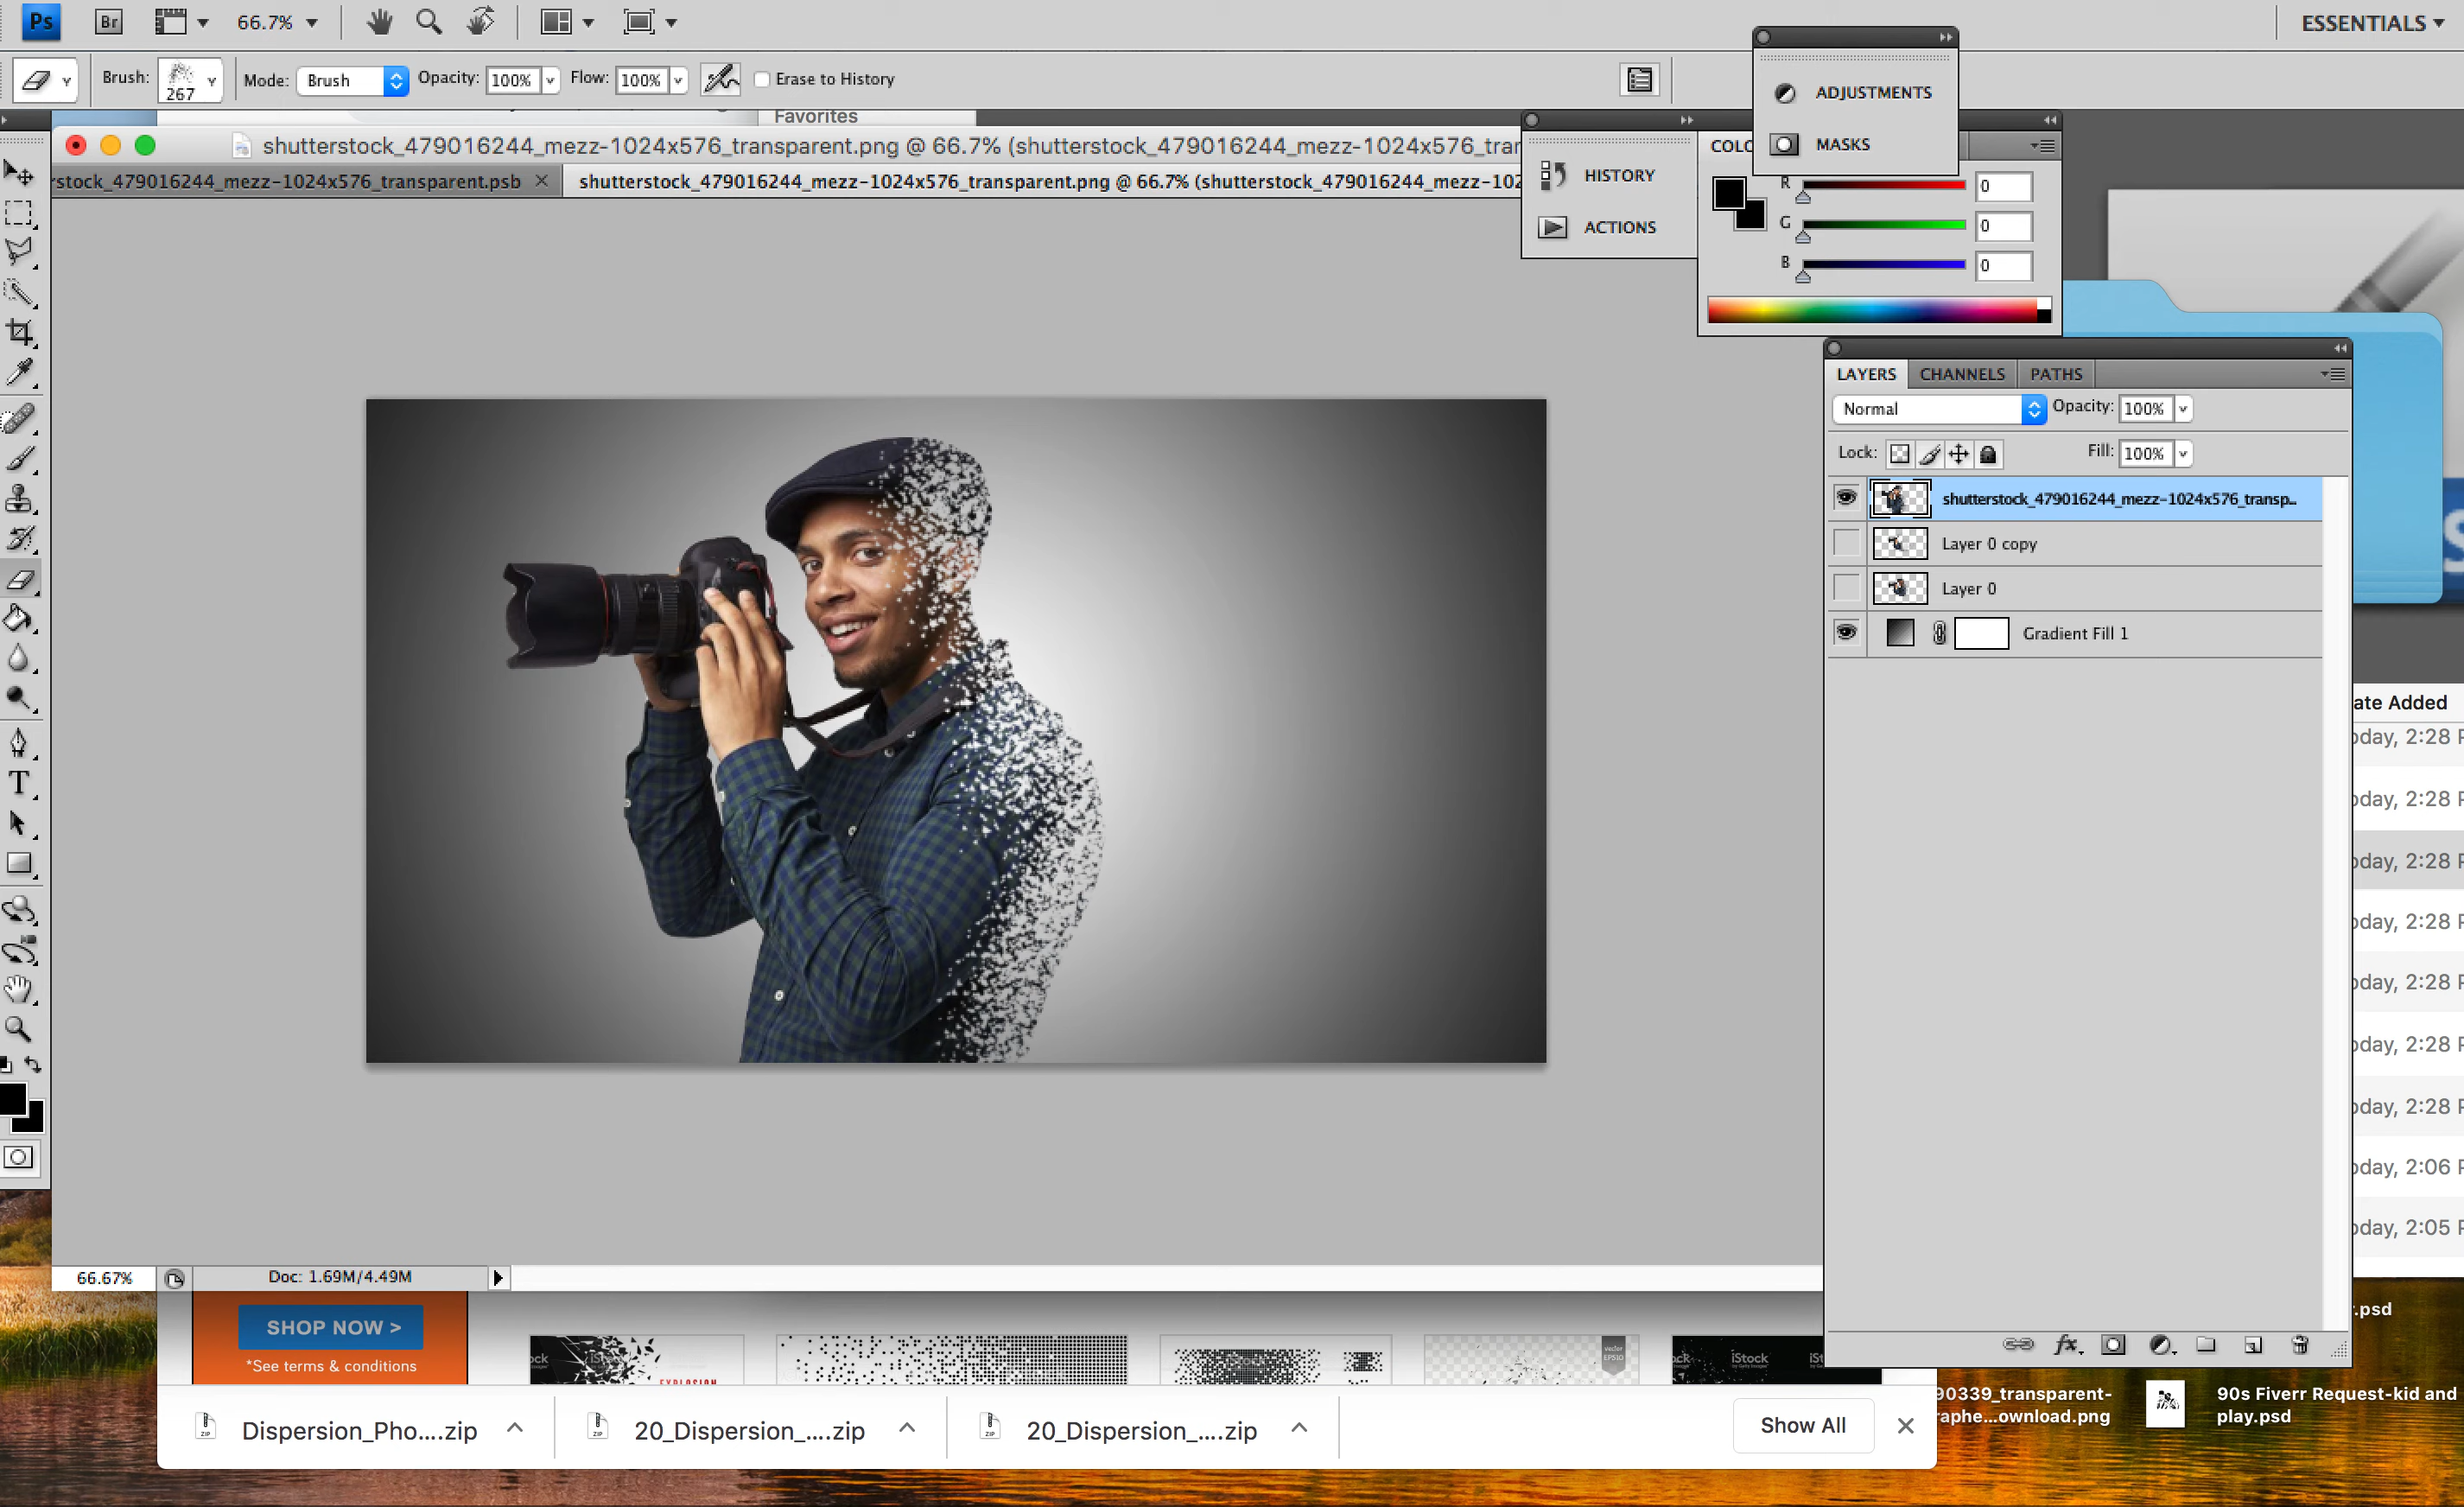 Ps Br 66.7% ESSENTIALS
Brush: 267 Mode: Brush Opacity: 100% Flow: 100% Erase to History
ADJUSTMENTS
MASKS
Favorites
shutterstock_479016244_mezz-1024x576_transparent.png @ 66.7% (shutterstock_479016244_mezz-1024x576_trar
rstock_479016244_mezz-1024x576_transparent.psb
shutterstock_479016244_mezz-1024x576_transparent.png @ 66.7% (shutterstock_479016244_mezz-102
HISTORY
ACTIONS
COLO
R 0
G 0
B 0
LAYERS CHANNELS PATHS
Normal Opacity: 100%
Lock: Fill: 100%
shutterstock_479016244_mezz-1024x576_transp...
Layer 0 copy
Layer 0
Gradient Fill 1
ate Added
oday, 2:28 P
oday, 2:28 P
oday, 2:28 P
oday, 2:28 P
oday, 2:28 P
oday, 2:28 P
oday, 2:28 P
oday, 2:06 P
oday, 2:05 P
66.67% Doc: 1.69M/4.49M
SHOP NOW >
*See terms & conditions
iStock
EXPLOSION
vector
EPS10
iStock
r.psd
90339_transparent-
raphe...ownload.png
90s Fiverr Request-kid and
play.psd
Dispersion_Pho....zip
20_Dispersion_....zip
20_Dispersion_....zip
Show All